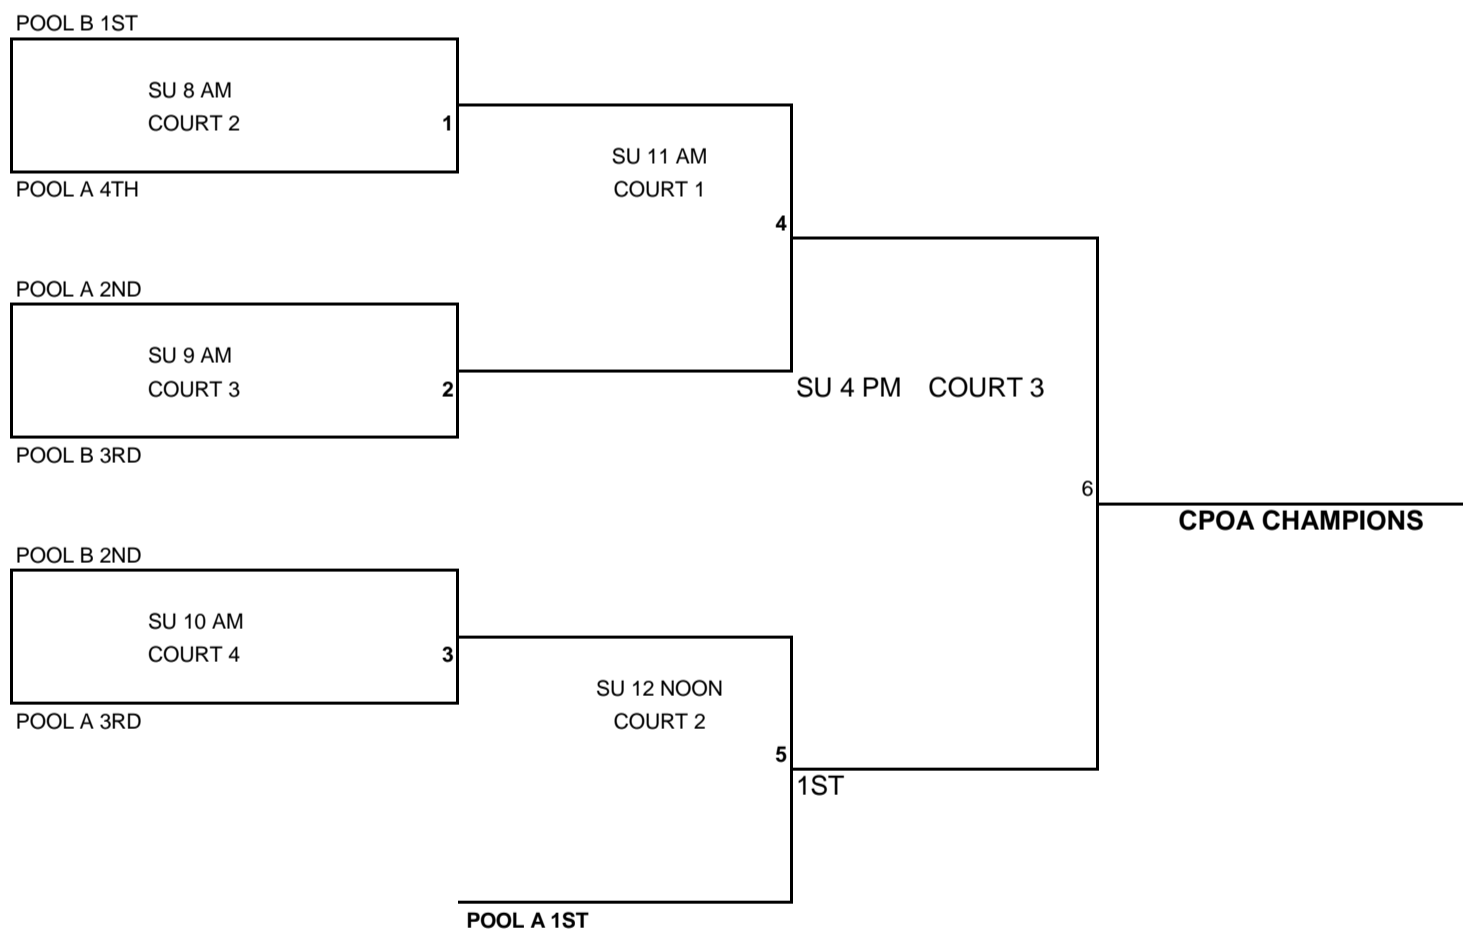 POOL B 1ST
SU 8 AM
COURT 2
1
POOL A 4TH
SU 11 AM
COURT 1
4
POOL A 2ND
SU 9 AM
COURT 3
2
POOL B 3RD
SU 4 PM COURT 3
6
CPOA CHAMPIONS
POOL B 2ND
SU 10 AM
COURT 4
3
POOL A 3RD
SU 12 NOON
COURT 2
5
1ST
POOL A 1ST